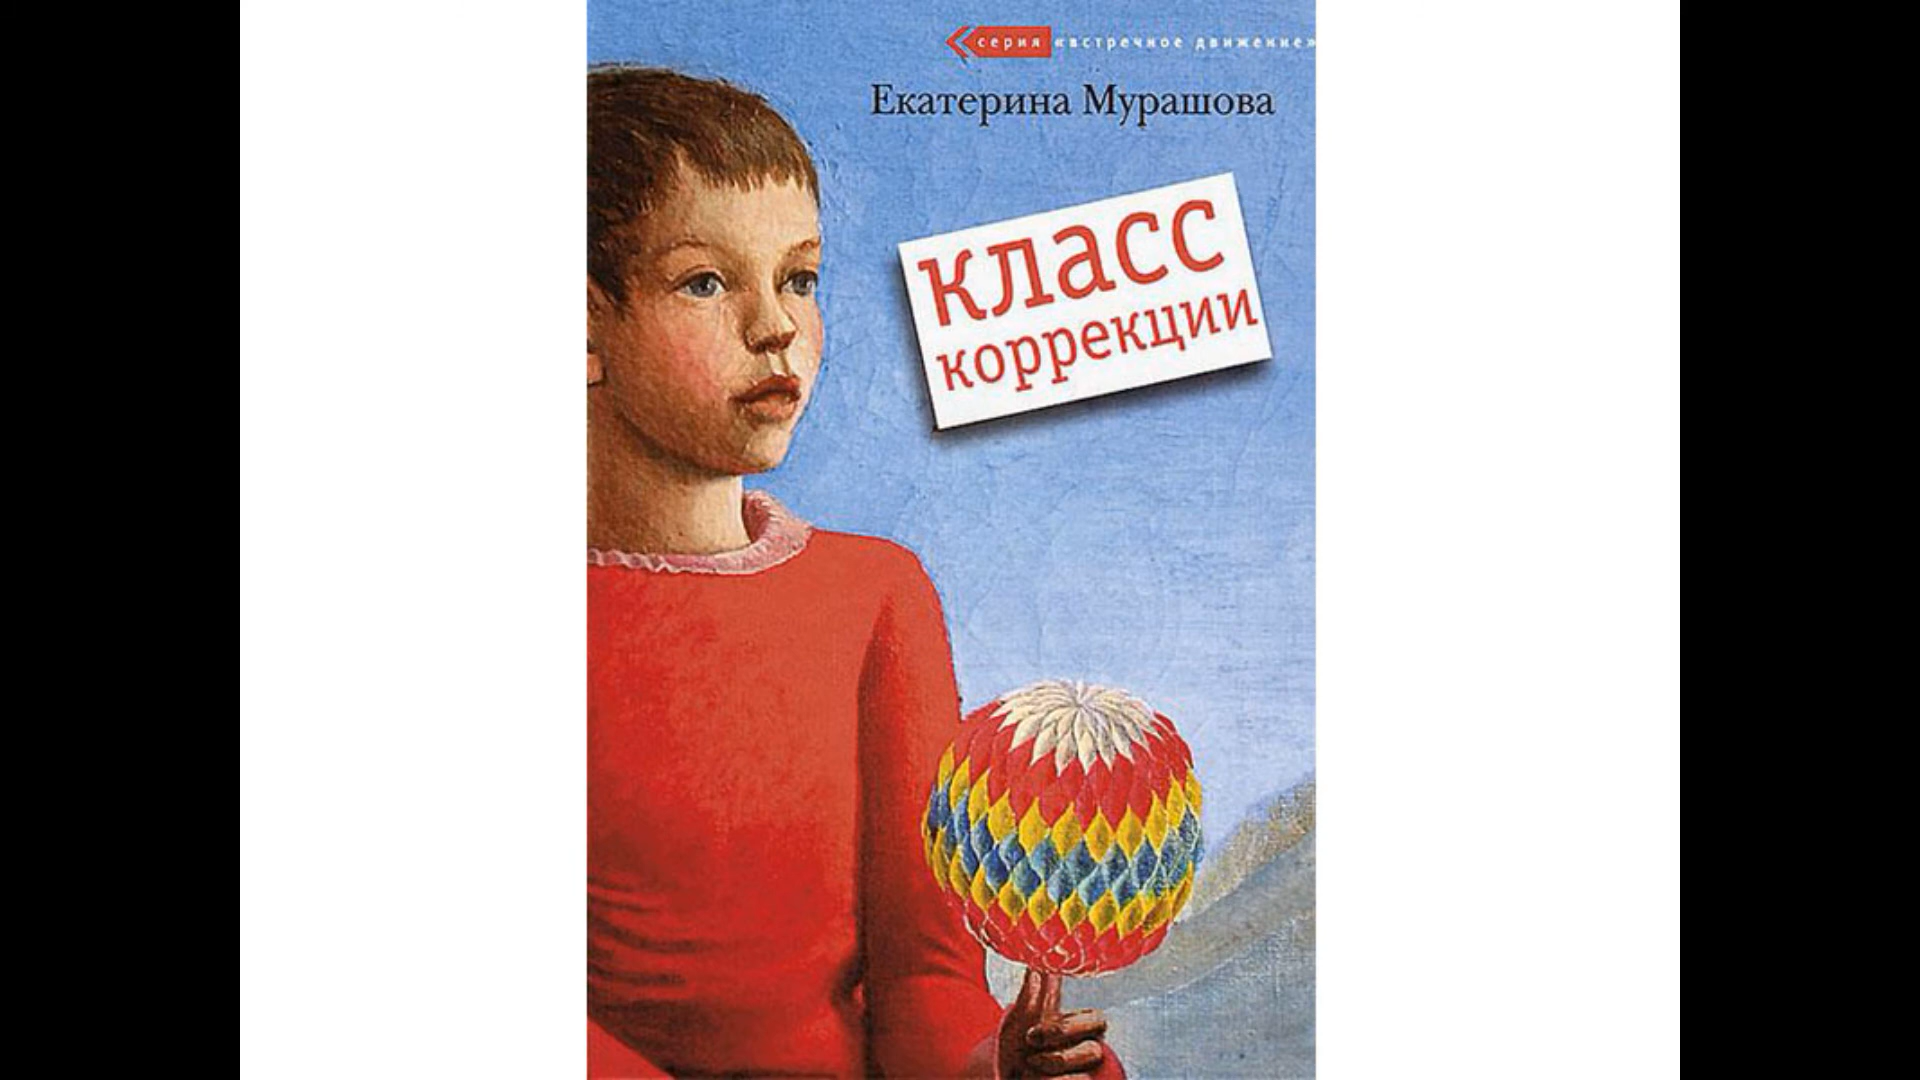 серия «встречное движение»
Екатерина Мурашова
класс
коррекции